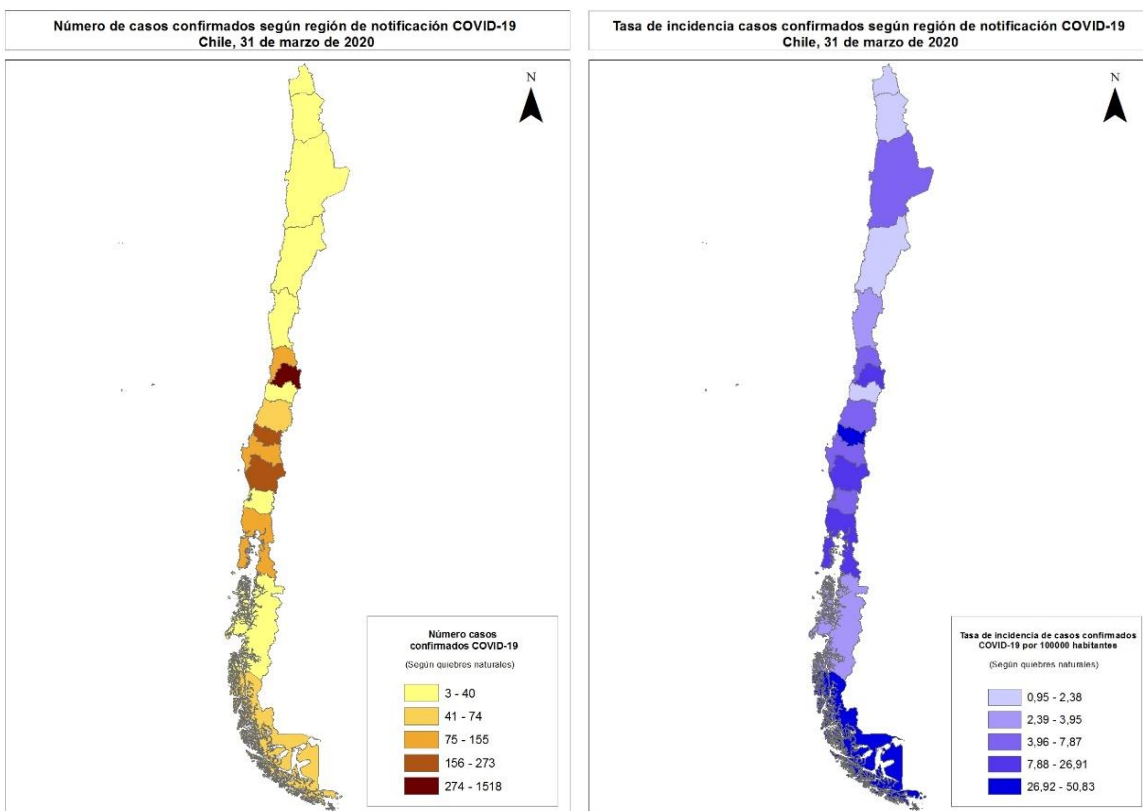 Número de casos confirmados según región de notificación COVID-19
Chile, 31 de marzo de 2020
N
Número casos
confirmados COVID-19
(Según quiebres naturales)
3 - 40
41 - 74
75 - 155
156 - 273
274 - 1518
Tasa de incidencia casos confirmados según región de notificación COVID-19
Chile, 31 de marzo de 2020
N
Tasa de incidencia de casos confirmados
COVID-19 por 100000 habitantes
(Según quiebres naturales)
0,95 - 2,38
2,39 - 3,95
3,96 - 7,87
7,88 - 26,91
26,92 - 50,83